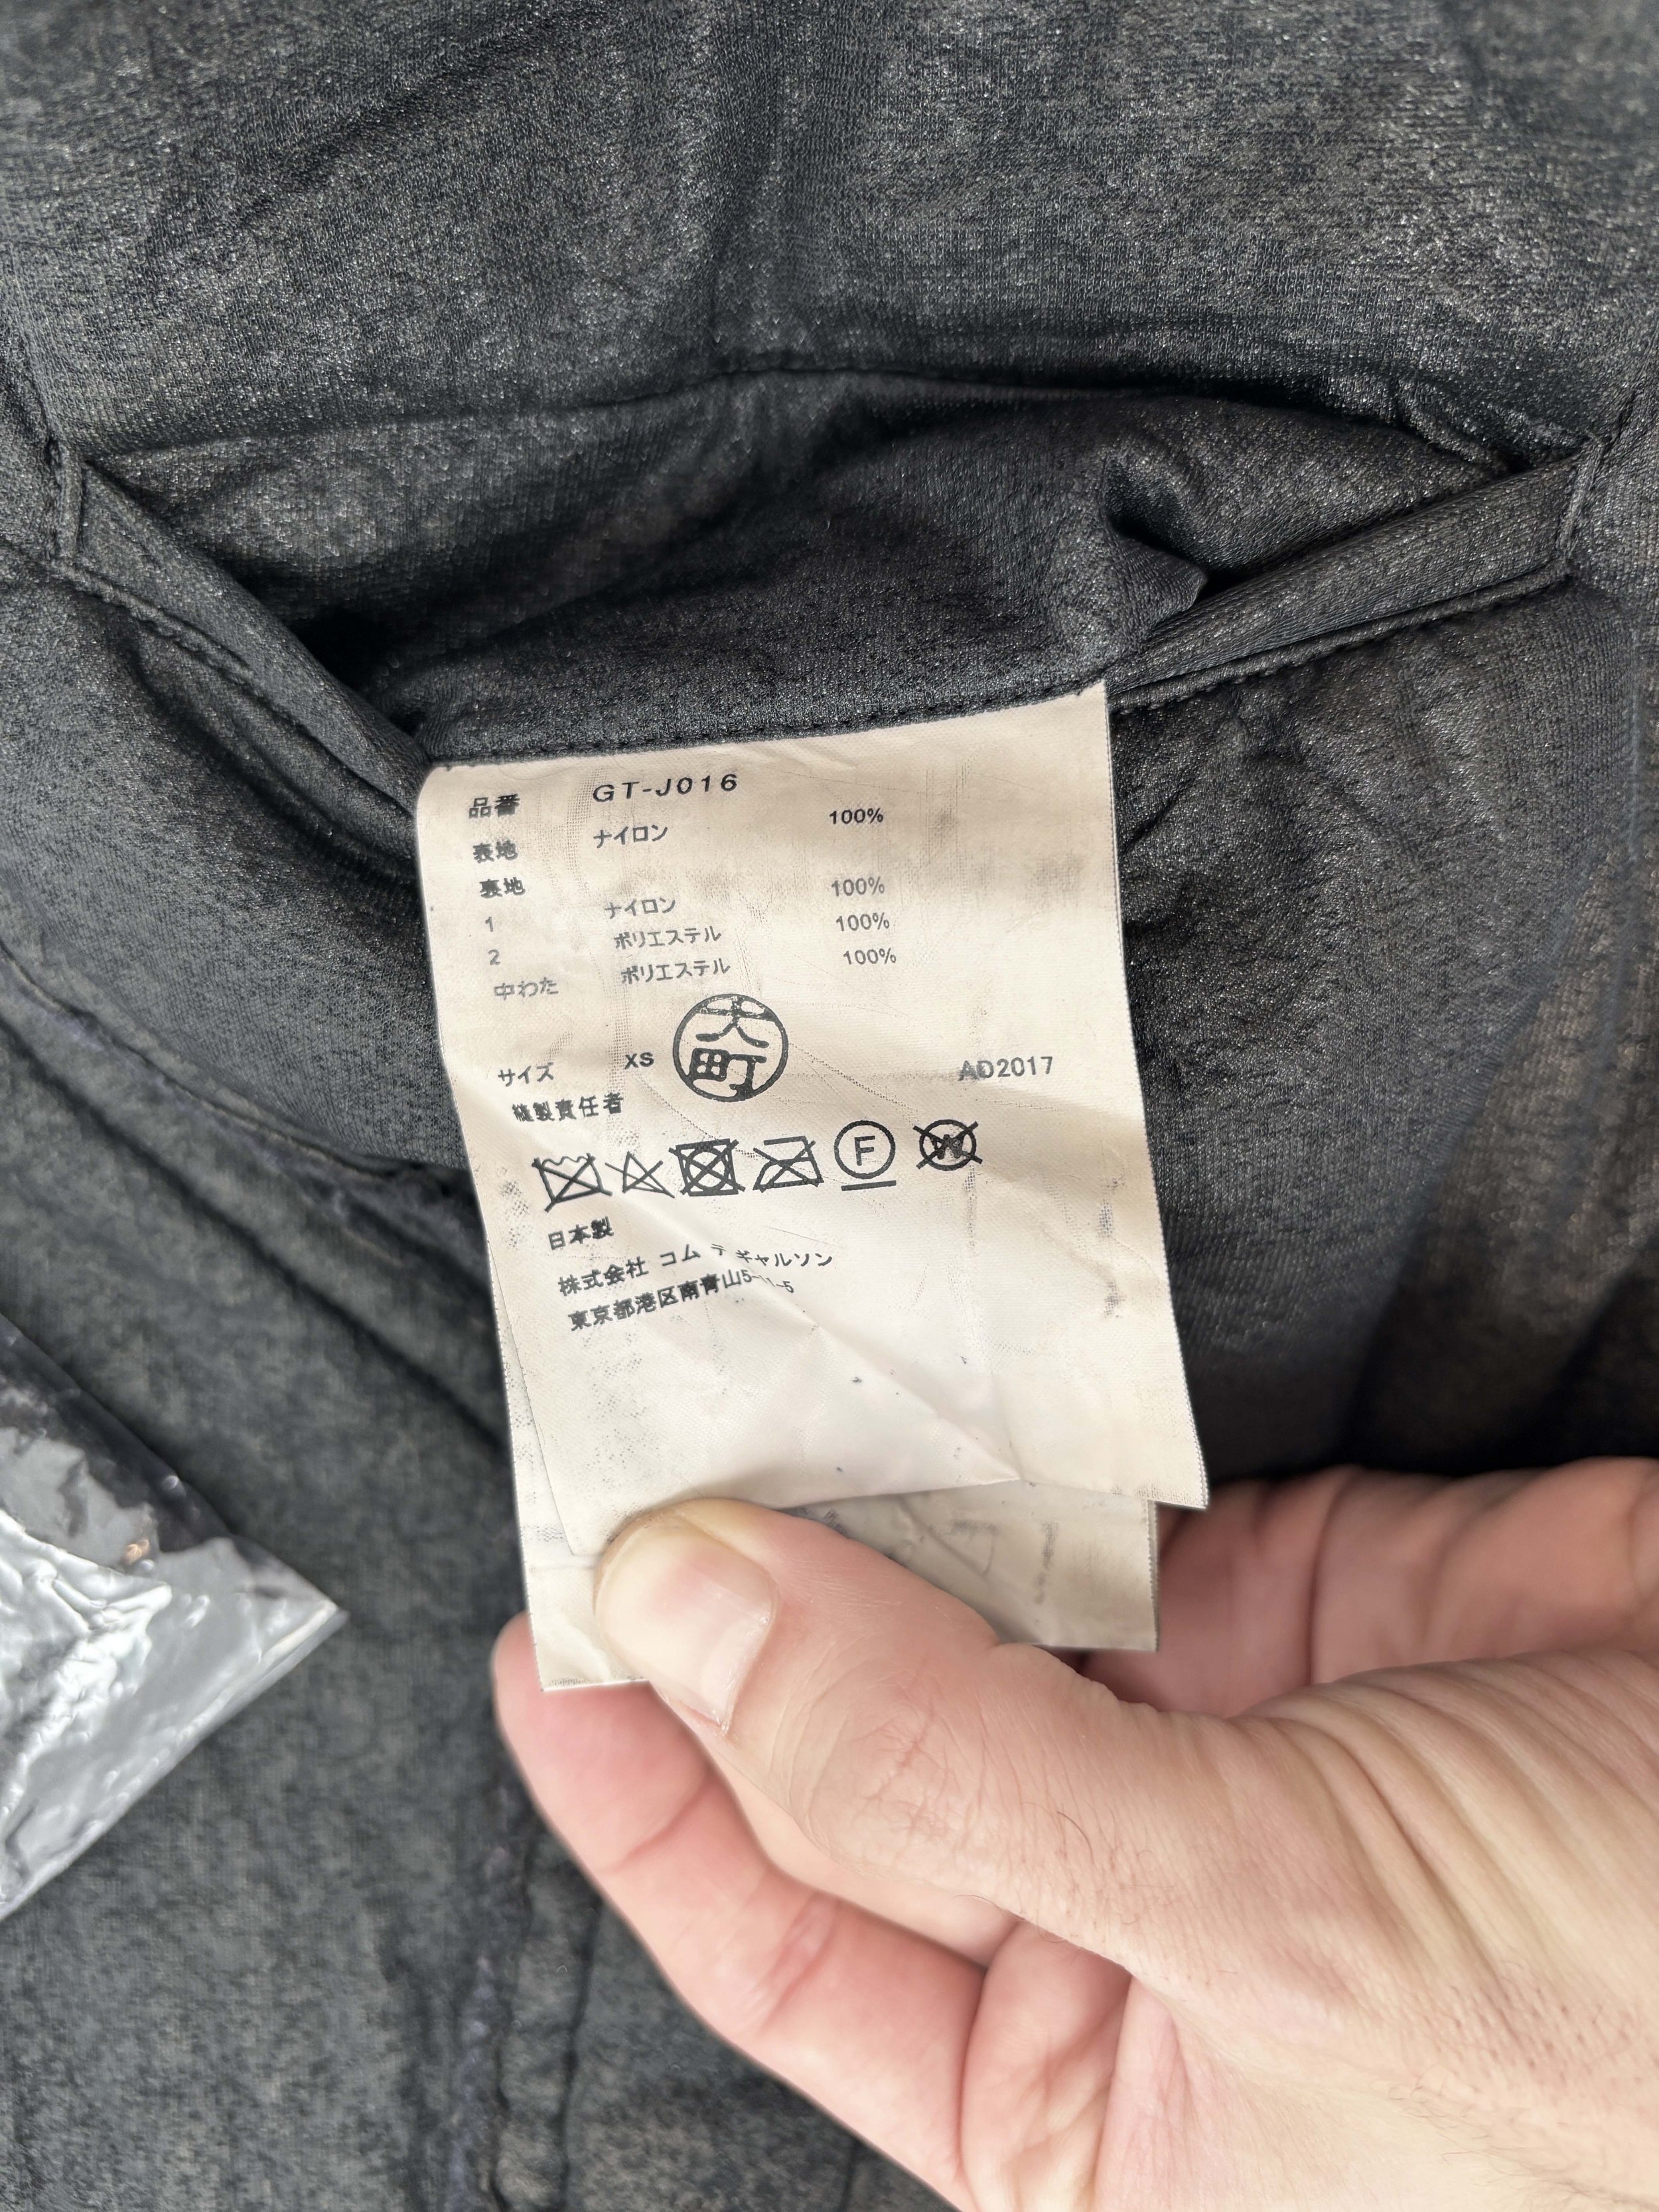 品番 GT-J016
表地 ナイロン 100%
裏地
1 ナイロン 100%
2 ポリエステル 100%
中わた ポリエステル 100%
サイズ XS
大町
AD2017
縫製責任者
F W
日本製
株式会社 コム デ ギャルソン
東京都港区南青山5-11-5